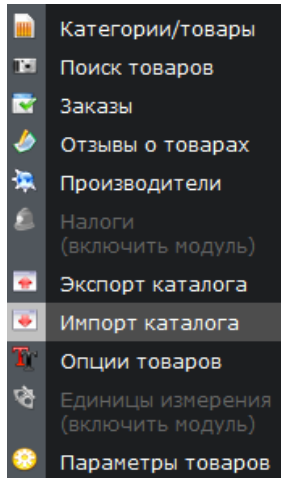 Категории/товары
Поиск товаров
Заказы
Отзывы о товарах
Производители
Налоги
(включить модуль)
Экспорт каталога
Импорт каталога
Опции товаров
Единицы измерения
(включить модуль)
Параметры товаров